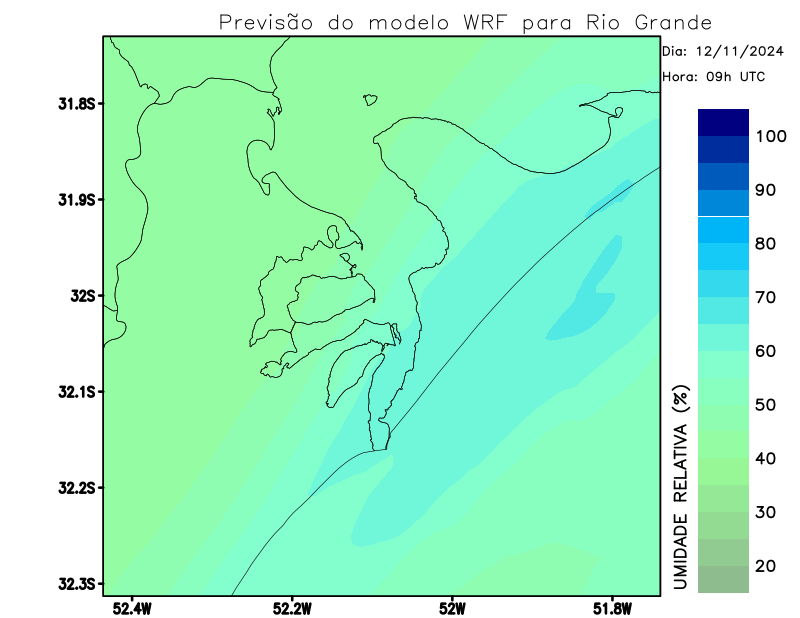 Previsão do modelo WRF para Rio Grande
Dia: 12/11/2024
Hora: 09h UTC
31.8S
31.9S
32S
32.1S
32.2S
32.3S
52.4W
52.2W
52W
51.8W
UMIDADE RELATIVA (%)
100
90
80
70
60
50
40
30
20